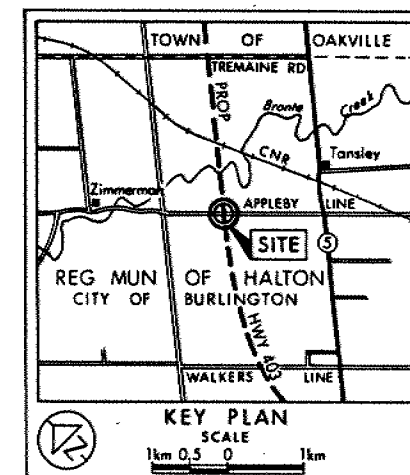 TOWN OF OAKVILLE
TREMAINE RD
PROP
Bronte Creek
CNR
Tansley
Zimmerman
APPLEBY LINE
SITE
5
REG MUN OF HALTON
CITY OF BURLINGTON
HWY 403
WALKERS LINE
KEY PLAN
SCALE
1km 0,5 0 1km